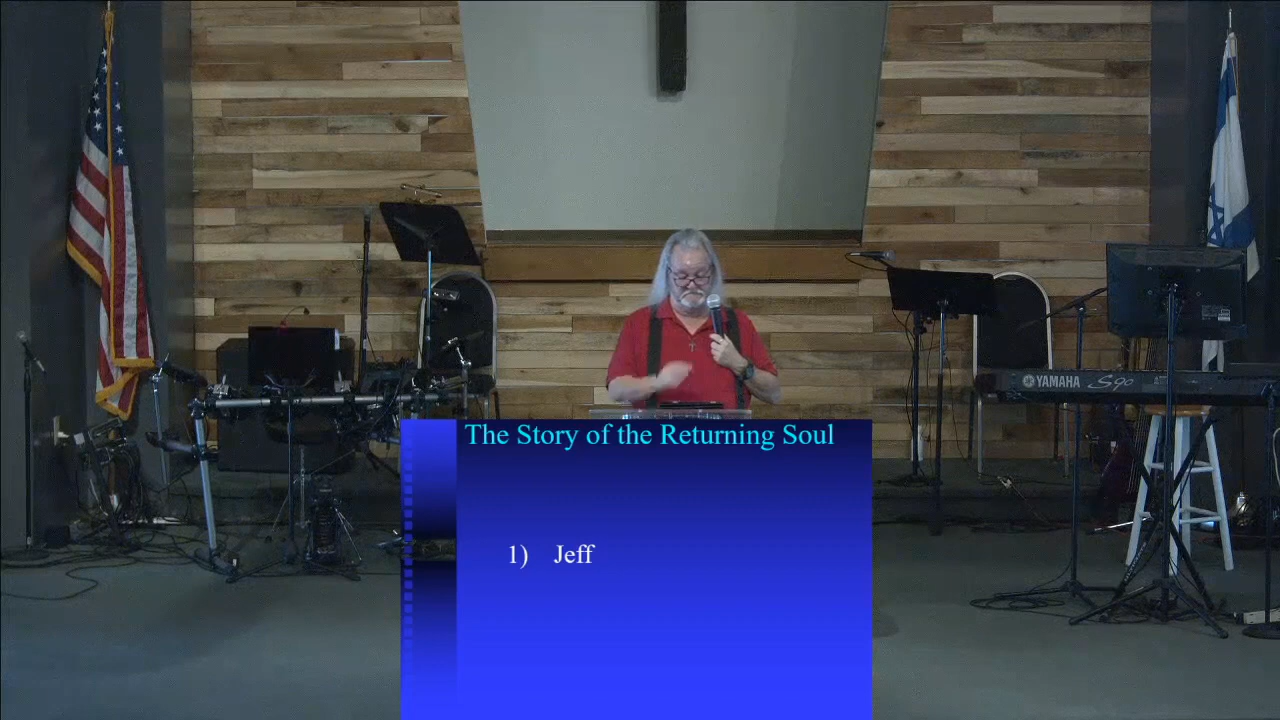 The Story of the Returning Soul
1) Jeff
YAMAHA S90